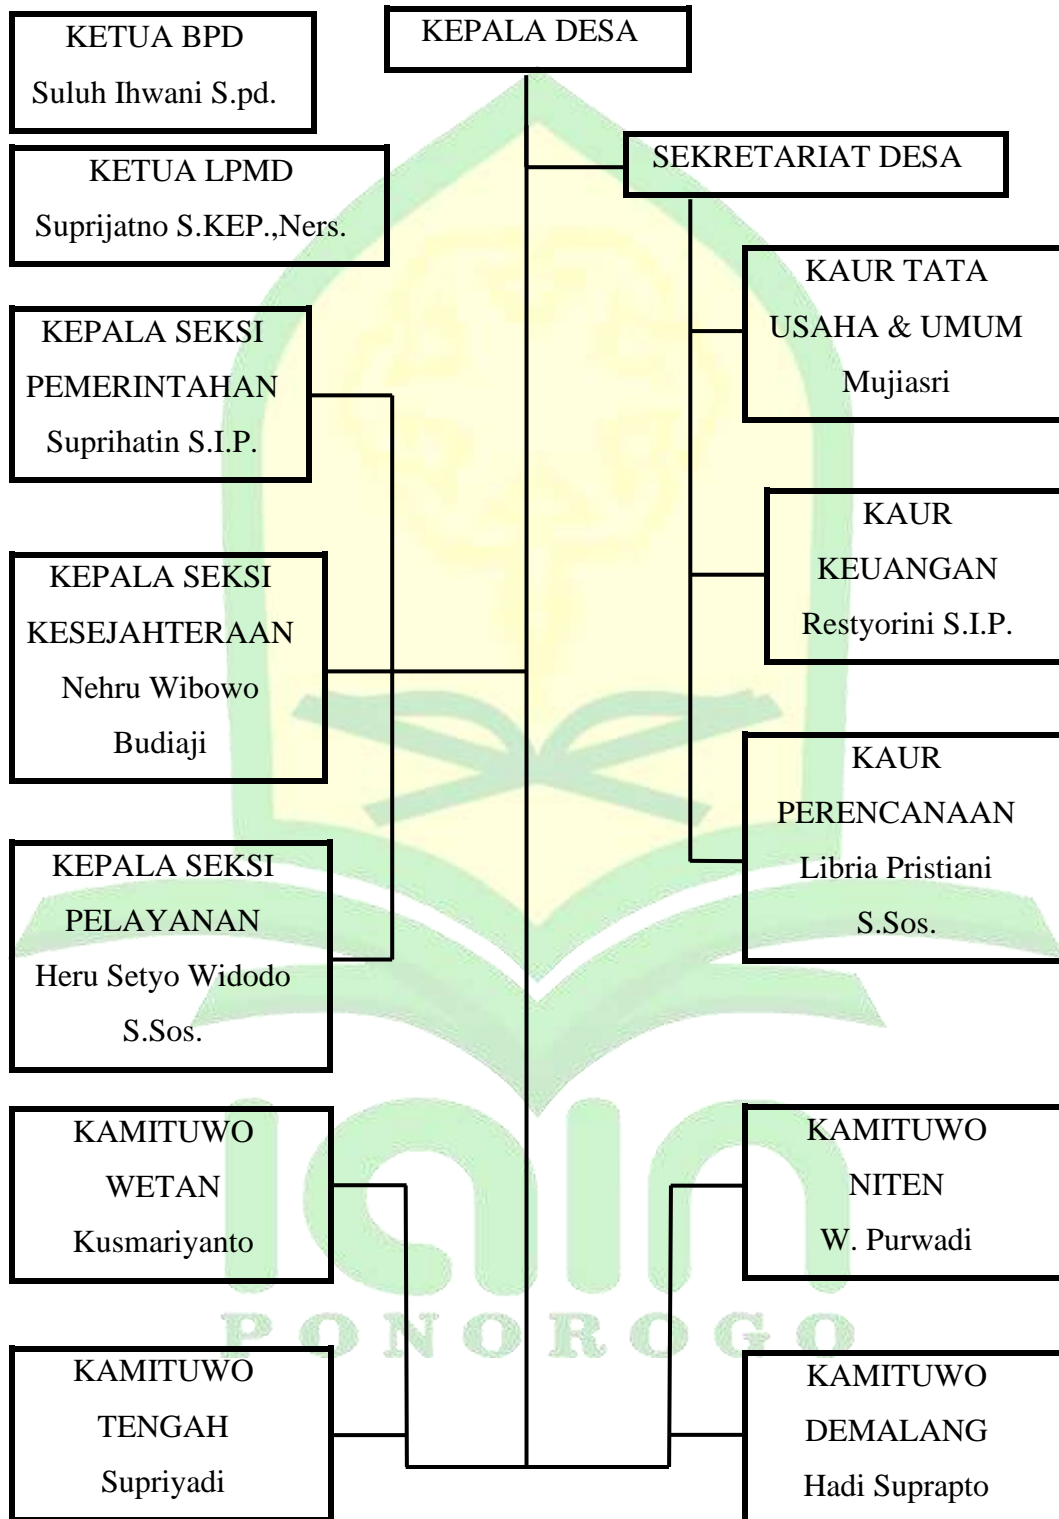 KETUA BPD
Suluh Ihwani S.pd.
KEPALA DESA
KETUA LPMD
Suprijatno S.KEP.,Ners.
SEKRETARIAT DESA
KEPALA SEKSI
PEMERINTAHAN
Suprihatin S.I.P.
KAUR TATA
USAHA & UMUM
Mujiasri
KEPALA SEKSI
KESEJAHTERAAN
Nehru Wibowo
Budiaji
KAUR
KEUANGAN
Restyorini S.I.P.
KEPALA SEKSI
PELAYANAN
Heru Setyo Widodo
S.Sos.
KAUR
PERENCANAAN
Libria Pristiani
S.Sos.
KAMITUWO
WETAN
Kusmariyanto
KAMITUWO
NITEN
W. Purwadi
iain
PONOROGO
KAMITUWO
TENGAH
Supriyadi
KAMITUWO
DEMALANG
Hadi Suprapto